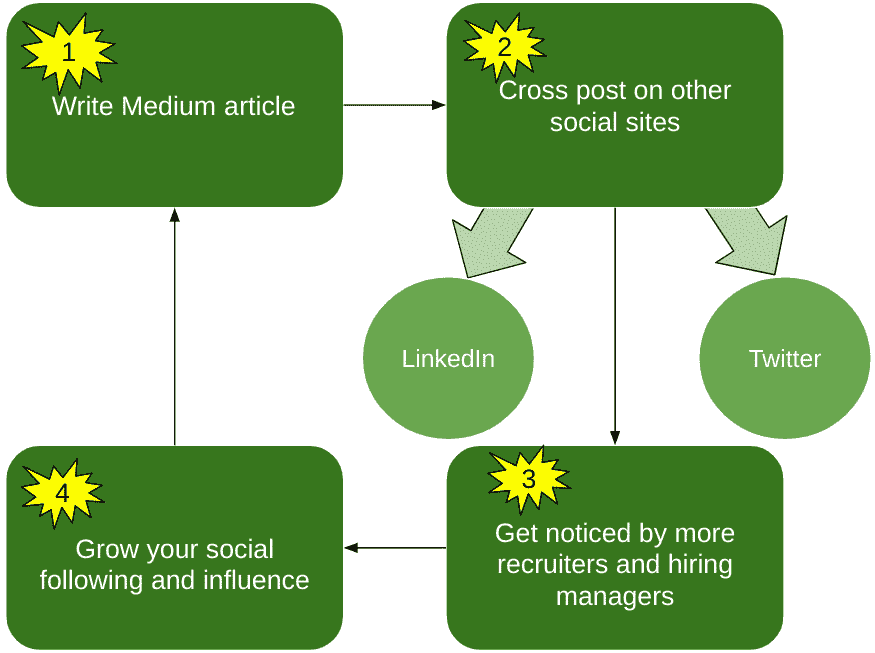 1
Write Medium article
2
Cross post on other
social sites
LinkedIn
Twitter
3
Get noticed by more
recruiters and hiring
managers
4
Grow your social
following and influence